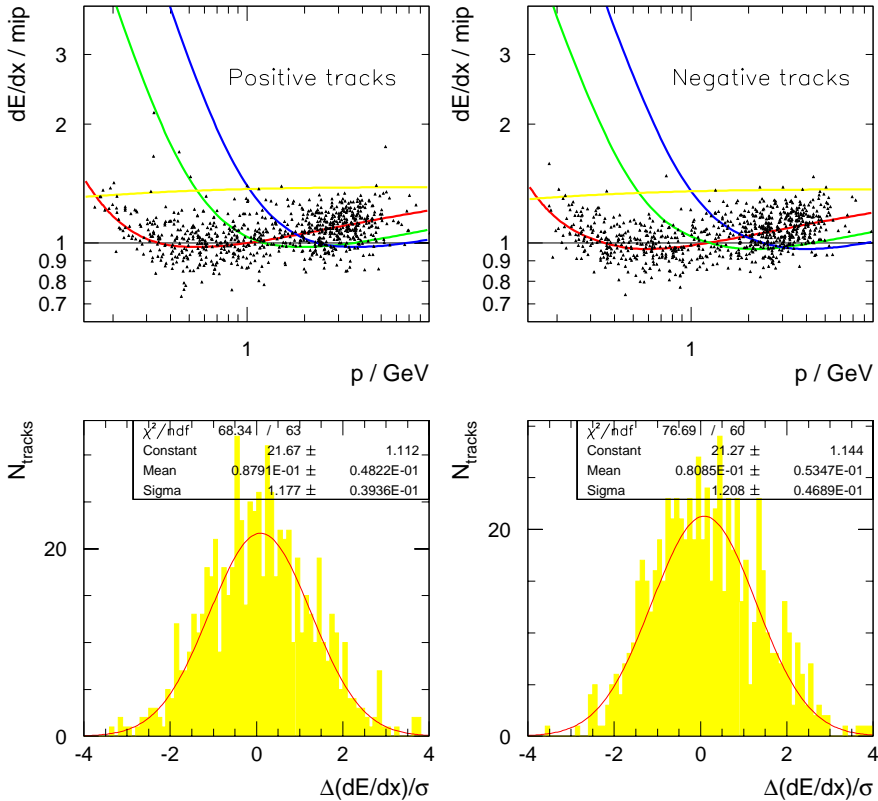 dE/dx / mip
3
2
1
0.9
0.8
0.7
Positive tracks
1
p / GeV
dE/dx / mip
3
2
1
0.9
0.8
0.7
Negative tracks
1
p / GeV
N_tracks
χ²/ndf 68.34 / 63
Constant 21.67 ± 1.112
Mean 0.8791E-01 ± 0.4822E-01
Sigma 1.177 ± 0.3936E-01
20
0
-4 -2 0 2 4
Δ(dE/dx)/σ
N_tracks
χ²/ndf 76.69 / 60
Constant 21.27 ± 1.144
Mean 0.8085E-01 ± 0.5347E-01
Sigma 1.208 ± 0.4689E-01
20
0
-4 -2 0 2 4
Δ(dE/dx)/σ